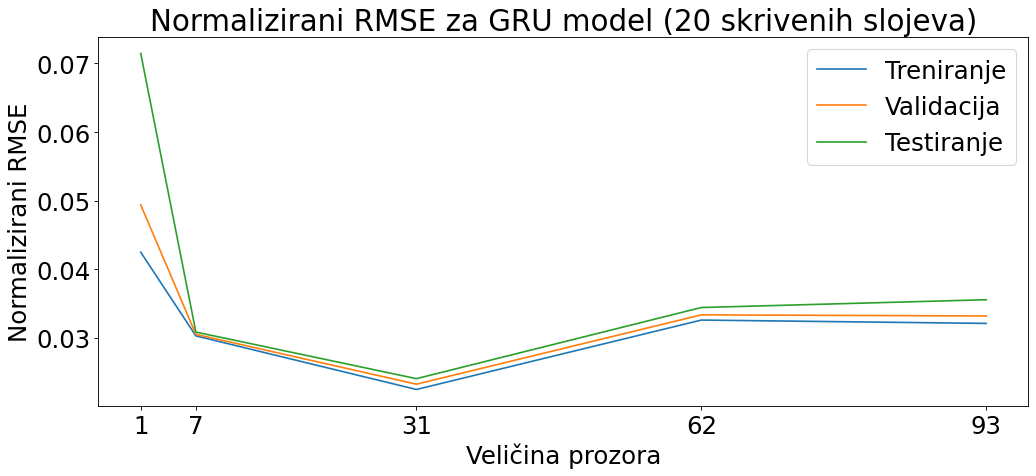 Normalizirani RMSE za GRU model (20 skrivenih slojeva)
Normalizirani RMSE
0.07
0.06
0.05
0.04
0.03
Treniranje
Validacija
Testiranje
1 7 31 62 93
Veličina prozora